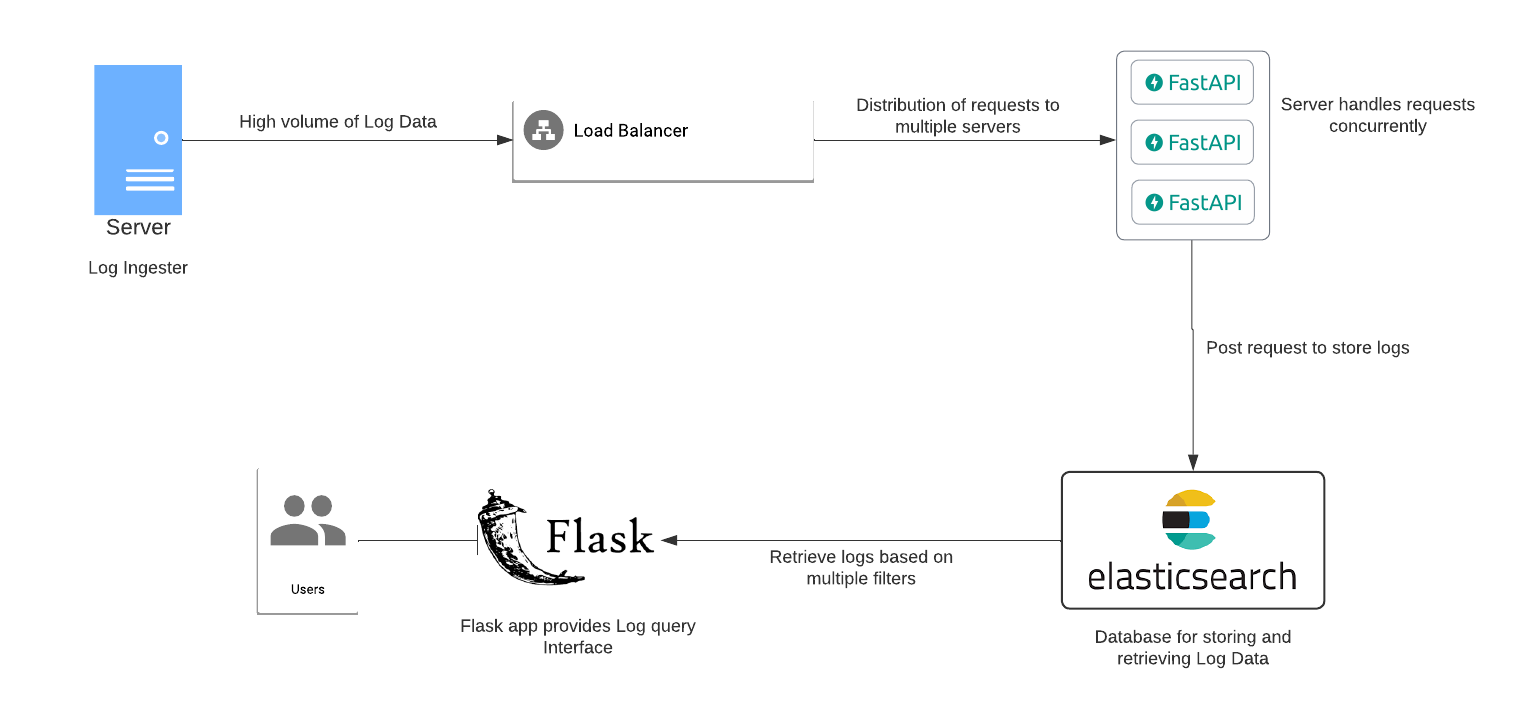 High volume of Log Data
Load Balancer
Distribution of requests to
multiple servers
FastAPI
FastAPI
FastAPI
Server handles requests
concurrently
Server
Log Ingester
Post request to store logs
Users
Flask
Retrieve logs based on
multiple filters
elasticsearch
Flask app provides Log query
Interface
Database for storing and
retrieving Log Data